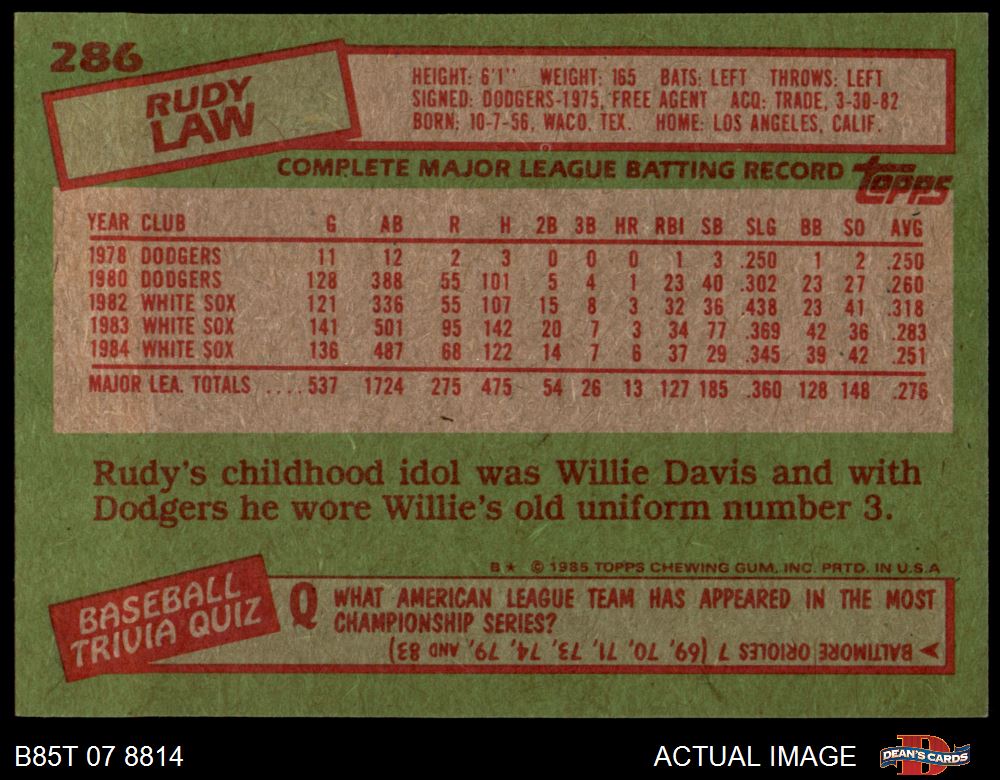 286
RUDY
LAW
HEIGHT: 6'1" WEIGHT: 165 BATS: LEFT THROWS: LEFT
SIGNED: DODGERS-1975, FREE AGENT ACQ: TRADE, 3-30-82
BORN: 10-7-56, WACO, TEX. HOME: LOS ANGELES, CALIF.
COMPLETE MAJOR LEAGUE BATTING RECORD topps
YEAR CLUB G AB R H 2B 3B HR RBI SB SLG BB SO AVG
1978 DODGERS 11 12 2 3 0 0 0 1 3 .250 1 2 .250
1980 DODGERS 128 388 55 101 5 4 1 23 40 .302 23 27 .260
1982 WHITE SOX 121 336 55 107 15 8 3 32 36 .438 23 41 .318
1983 WHITE SOX 141 501 95 142 20 7 3 34 77 .369 42 36 .283
1984 WHITE SOX 136 487 68 122 14 7 6 37 29 .345 39 42 .251
MAJOR LEA. TOTALS .... 537 1724 275 475 54 26 13 127 185 .360 128 148 .276
Rudy's childhood idol was Willie Davis and with
Dodgers he wore Willie's old uniform number 3.
B★ © 1985 TOPPS CHEWING GUM, INC. PRTD. IN U.S.A
BASEBALL
TRIVIA QUIZ
Q WHAT AMERICAN LEAGUE TEAM HAS APPEARED IN THE MOST
CHAMPIONSHIP SERIES?
BALTIMORE ORIOLES 7 (69, 70, 71, 73, 74, 79, AND 83)
B85T 07 8814
ACTUAL IMAGE
DEAN'S CARDS